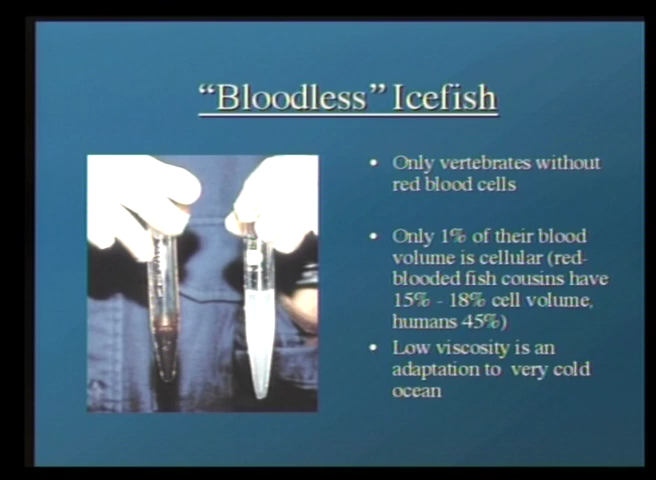 “Bloodless” Icefish
• Only vertebrates without
red blood cells
• Only 1% of their blood
volume is cellular (red-
blooded fish cousins have
15% - 18% cell volume,
humans 45%)
• Low viscosity is an
adaptation to very cold
ocean